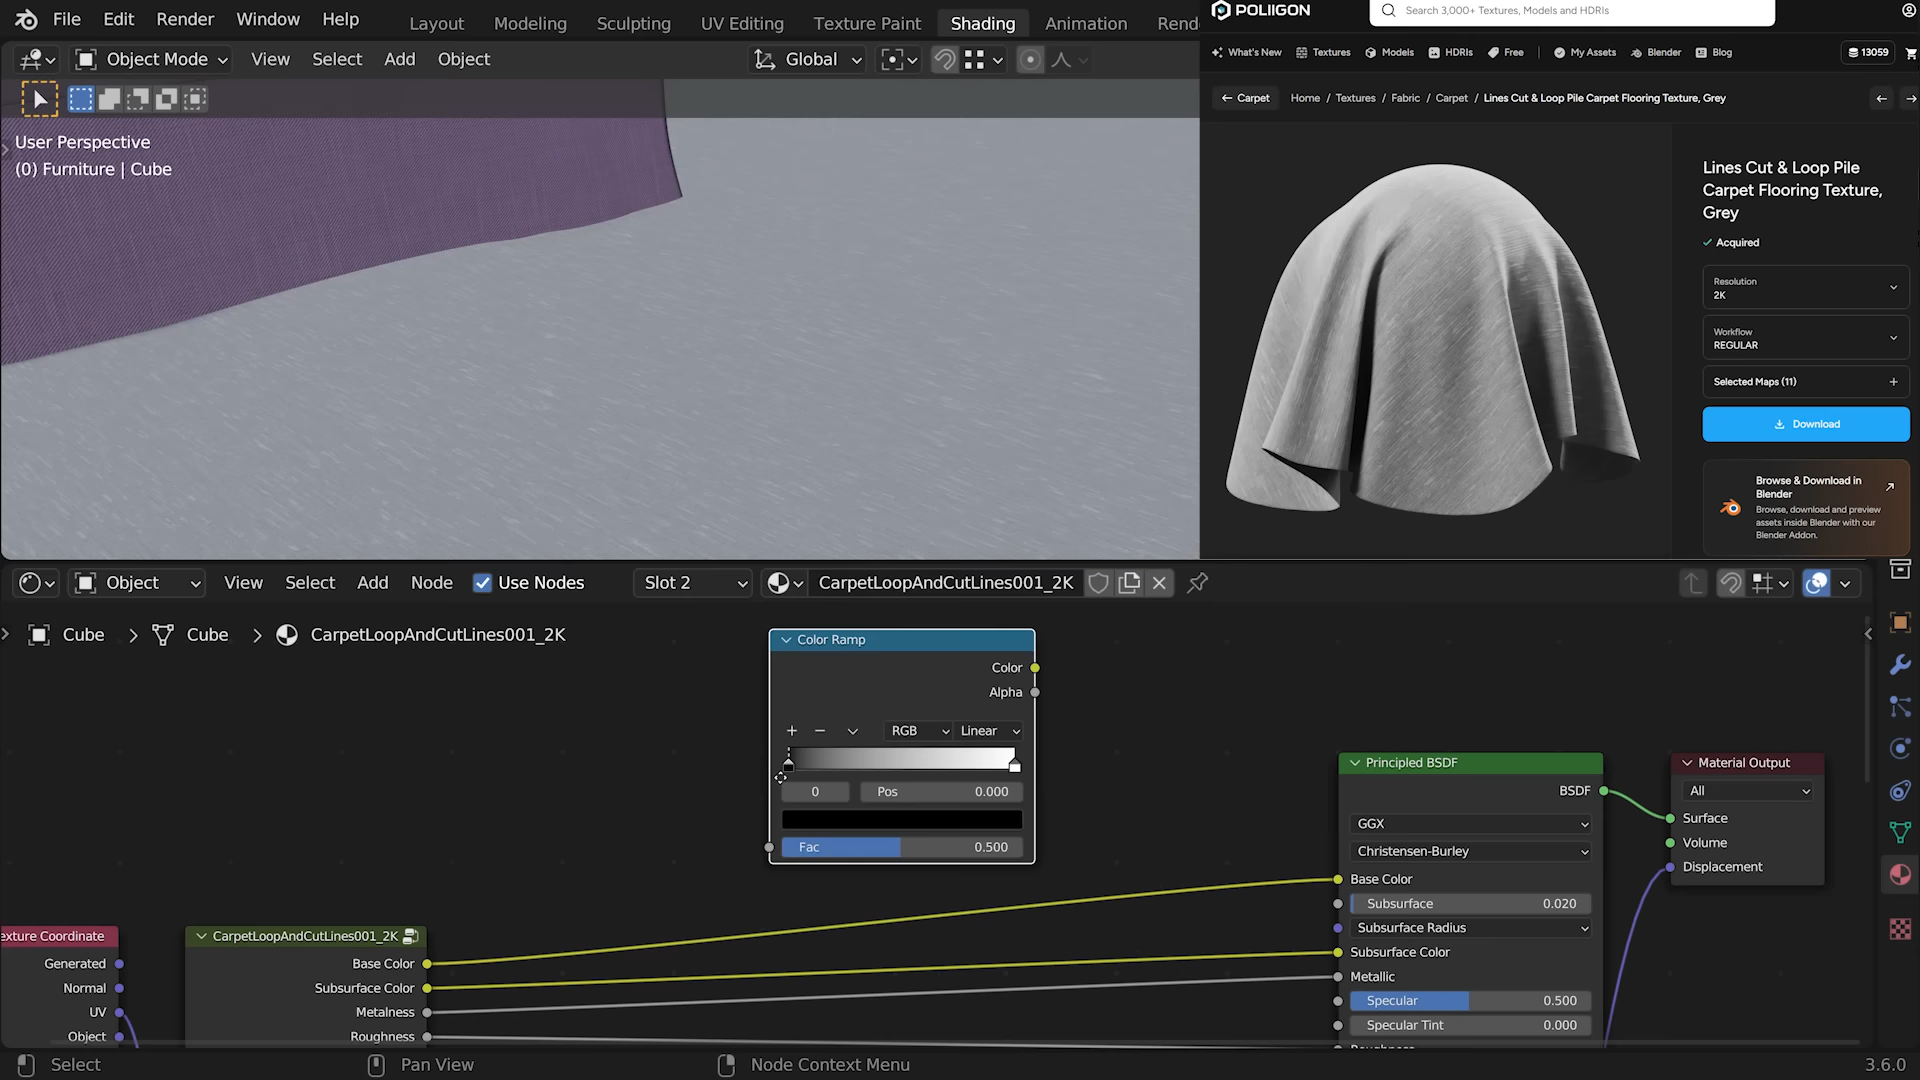 File Edit Render Window Help
Layout Modeling Sculpting UV Editing Texture Paint Shading Animation
Object Mode View Select Add Object Global
User Perspective
(0) Furniture | Cube
POLIIGON
Search 3,000+ Textures, Models and HDRIs
What's New Textures Models HDRIs Free My Assets Blender Blog 13059
Carpet Home / Textures / Fabric / Carpet / Lines Cut & Loop Pile Carpet Flooring Texture, Grey
Lines Cut & Loop Pile
Carpet Flooring Texture,
Grey
Acquired
Resolution
2K
Workflow
REGULAR
Selected Maps (11)
Download
Browse & Download in
Blender
Browse, download and preview
assets inside Blender with our
Blender Addon.
Object View Select Add Node Use Nodes Slot 2 CarpetLoopAndCutLines001_2K
Cube > Cube > CarpetLoopAndCutLines001_2K
Color Ramp
Color
Alpha
RGB Linear
0 Pos 0.000
Fac 0.500
exture Coordinate
Generated
Normal
UV
Object
CarpetLoopAndCutLines001_2K
Base Color
Subsurface Color
Metalness
Roughness
Principled BSDF
BSDF
GGX
Christensen-Burley
Base Color
Subsurface 0.020
Subsurface Radius
Subsurface Color
Metallic
Specular 0.500
Specular Tint 0.000
Material Output
All
Surface
Volume
Displacement
Select Pan View Node Context Menu 3.6.0